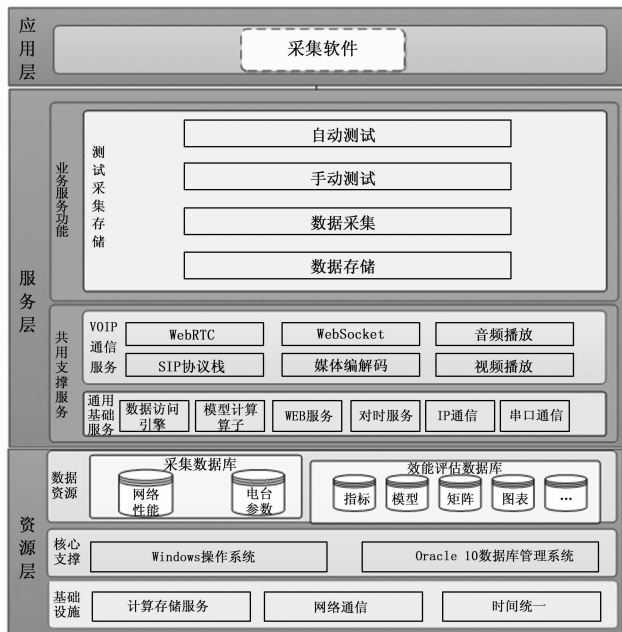 应用层
采集软件
服务层
业务服务功能
测试采集存储
自动测试
手动测试
数据采集
数据存储
共用支撑服务
VOIP
通信
服务
WebRTC
WebSocket
音频播放
SIP协议栈
媒体编解码
视频播放
通用
基础
服务
数据访问
引擎
模型计算
算子
WEB服务
对时服务
IP通信
串口通信
资源层
数据
资源
采集数据库
网络
性能
电台
参数
效能评估数据库
指标
模型
矩阵
图表
...
核心
支撑
Windows操作系统
Oracle 10数据库管理系统
基础
设施
计算存储服务
网络通信
时间统一